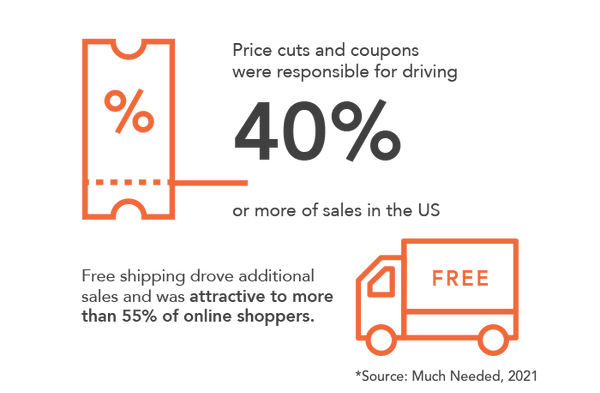 %
Price cuts and coupons
were responsible for driving
40%
or more of sales in the US
Free shipping drove additional
sales and was attractive to more
than 55% of online shoppers.
FREE
*Source: Much Needed, 2021